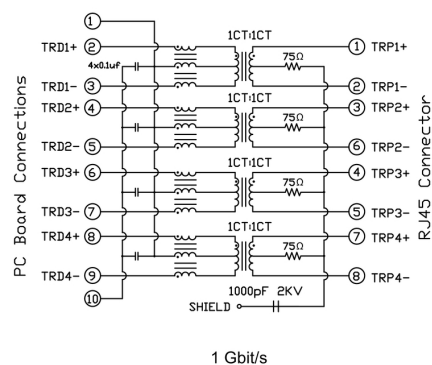 1
1CT:1CT
TRD1+ 2
1 TRP1+
4x0.1uf
75Ω
TRD1- 3
2 TRP1-
1CT:1CT
TRD2+ 4
3 TRP2+
75Ω
TRD2- 5
6 TRP2-
1CT:1CT
TRD3+ 6
4 TRP3+
75Ω
TRD3- 7
5 TRP3-
1CT:1CT
TRD4+ 8
7 TRP4+
75Ω
TRD4- 9
8 TRP4-
10
1000pF 2KV
SHIELD
PC Board Connections
RJ45 Connector
1 Gbit/s